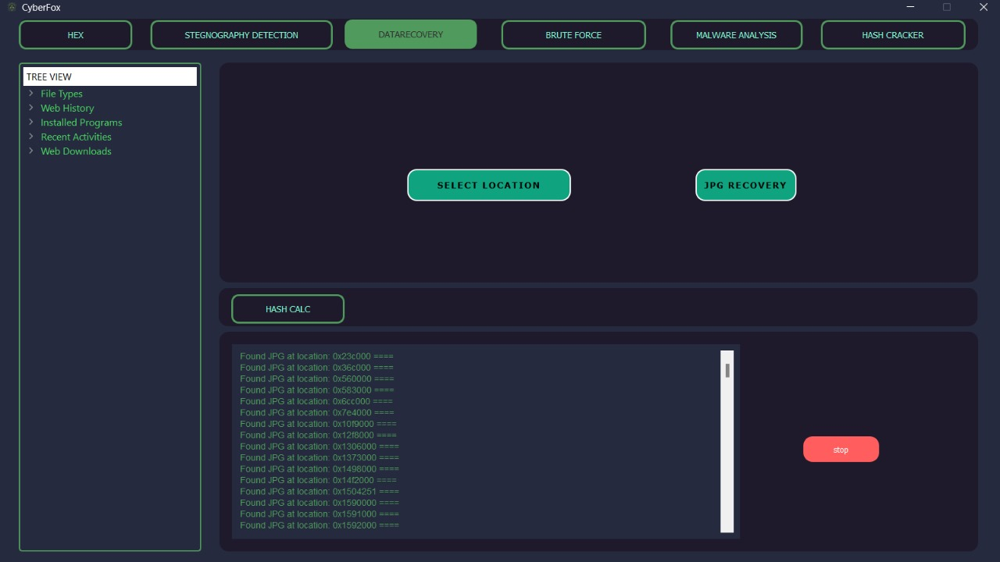 CyberFox
HEX
STEGNOGRAPHY DETECTION
DATARECOVERY
BRUTE FORCE
MALWARE ANALYSIS
HASH CRACKER
TREE VIEW
File Types
Web History
Installed Programs
Recent Activities
Web Downloads
SELECT LOCATION
JPG RECOVERY
HASH CALC
Found JPG at location: 0x23c000 ====
Found JPG at location: 0x36c000 ====
Found JPG at location: 0x560000 ====
Found JPG at location: 0x583000 ====
Found JPG at location: 0x6cc000 ====
Found JPG at location: 0x7e4000 ====
Found JPG at location: 0x10f9000 ====
Found JPG at location: 0x12f8000 ====
Found JPG at location: 0x1306000 ====
Found JPG at location: 0x1373000 ====
Found JPG at location: 0x1498000 ====
Found JPG at location: 0x14f2000 ====
Found JPG at location: 0x1504251 ====
Found JPG at location: 0x1590000 ====
Found JPG at location: 0x1591000 ====
Found JPG at location: 0x1592000 ====
stop